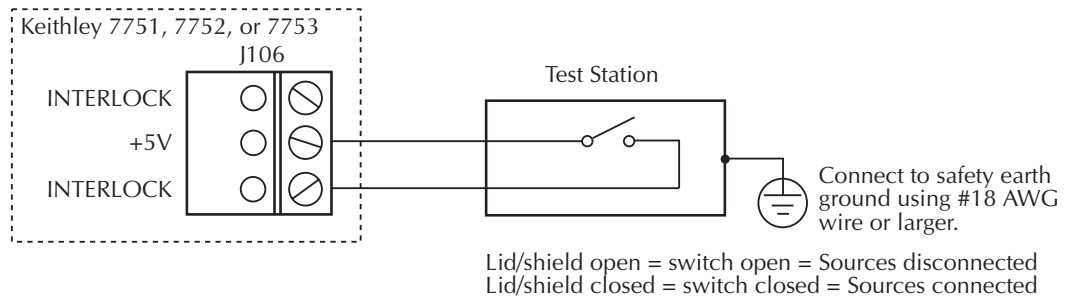 Keithley 7751, 7752, or 7753
J106
INTERLOCK
+5V
INTERLOCK
Test Station
Connect to safety earth
ground using #18 AWG
wire or larger.
Lid/shield open = switch open = Sources disconnected
Lid/shield closed = switch closed = Sources connected